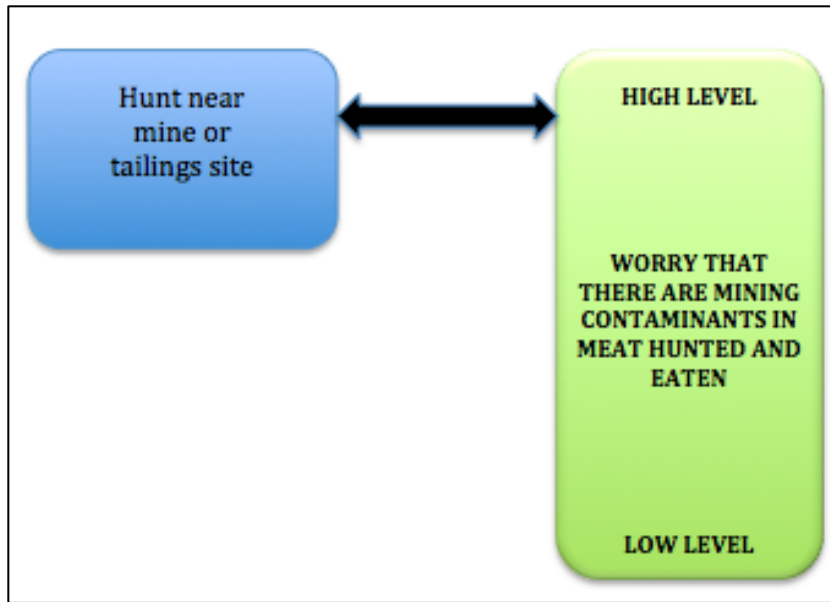 Hunt near
mine or
tailings site
HIGH LEVEL
WORRY THAT
THERE ARE MINING
CONTAMINANTS IN
MEAT HUNTED AND
EATEN
LOW LEVEL